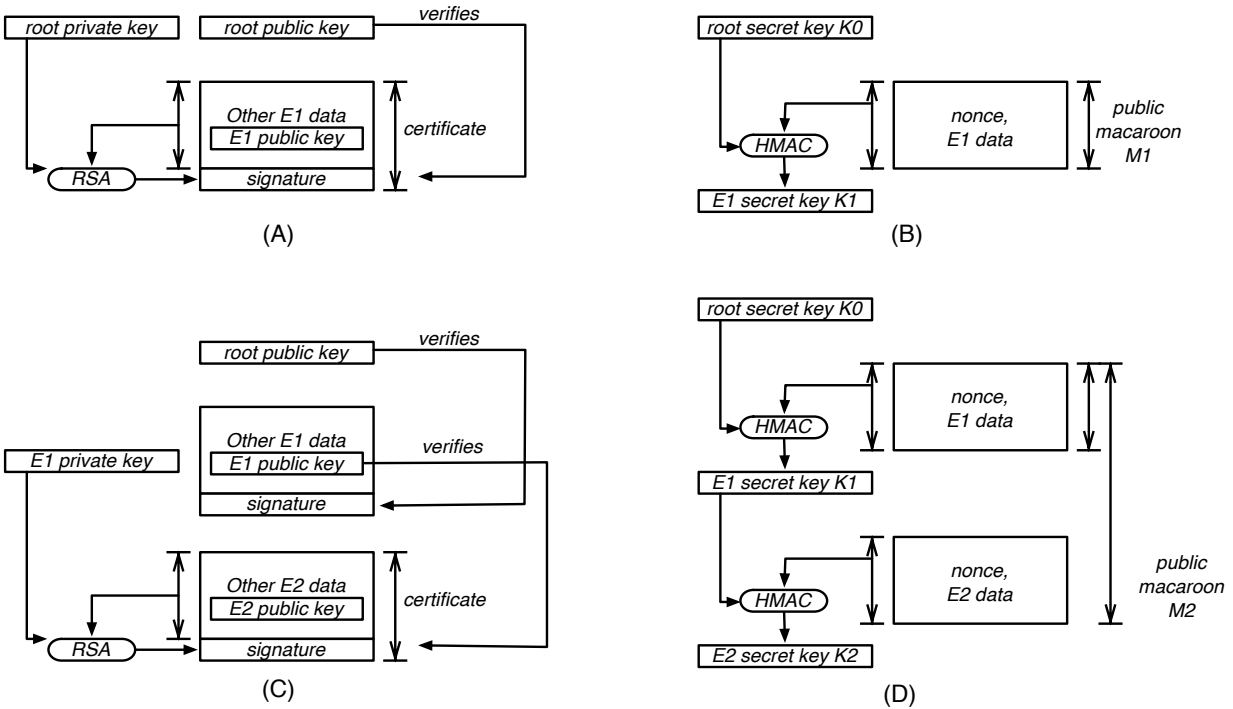 root private key
root public key
verifies
Other E1 data
E1 public key
certificate
RSA
signature
(A)
root secret key K0
nonce,
E1 data
public
macaroon
M1
HMAC
E1 secret key K1
(B)
root public key
verifies
Other E1 data
E1 public key
verifies
E1 private key
signature
Other E2 data
E2 public key
certificate
RSA
signature
(C)
root secret key K0
nonce,
E1 data
HMAC
E1 secret key K1
nonce,
E2 data
public
macaroon
M2
HMAC
E2 secret key K2
(D)